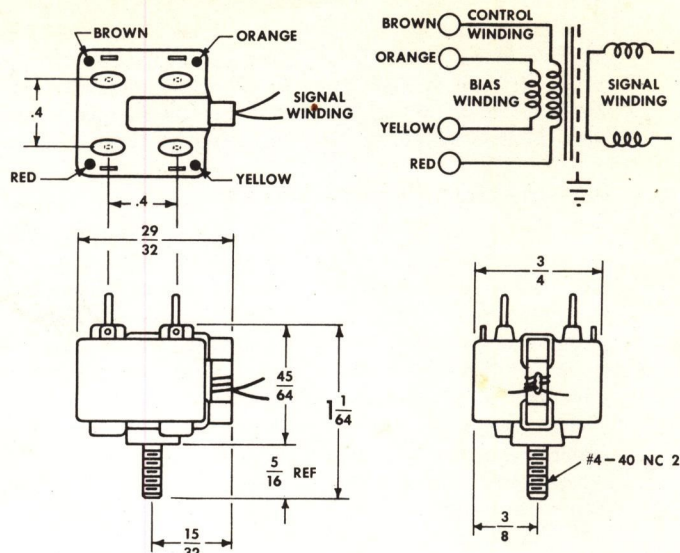 BROWN
ORANGE
.4
SIGNAL
WINDING
RED
YELLOW
.4
BROWN
CONTROL
WINDING
ORANGE
BIAS
WINDING
SIGNAL
WINDING
YELLOW
RED
29
32
45
64
1 1
64
5
16 REF
15
32
3
4
#4-40 NC 2
3
8